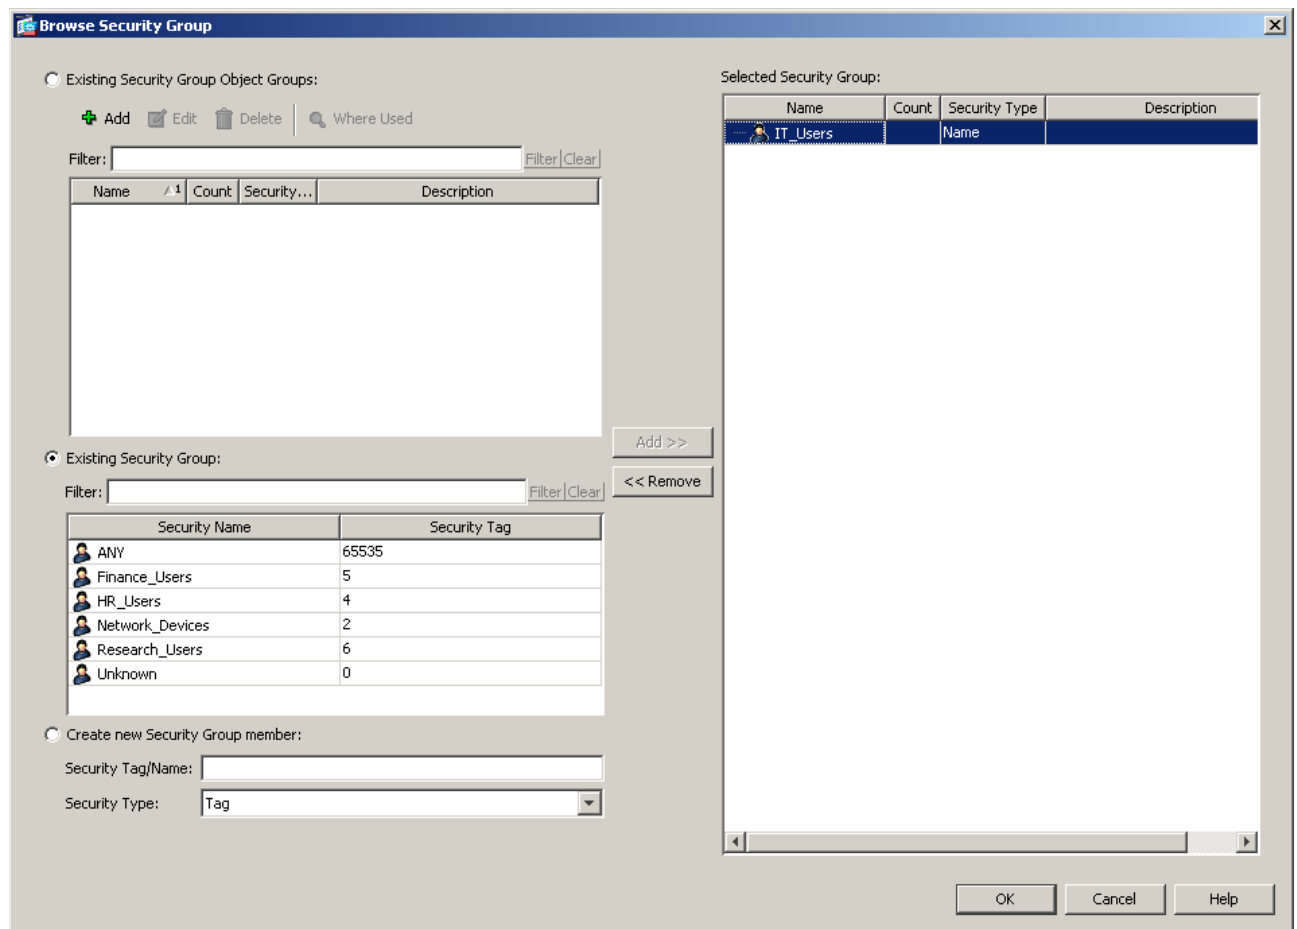 Browse Security Group
Existing Security Group Object Groups:
Add Edit Delete Where Used
Filter: Filter Clear
Name 1 Count Security... Description
Existing Security Group:
Filter: Filter Clear
Security Name Security Tag
ANY 65535
Finance_Users 5
HR_Users 4
Network_Devices 2
Research_Users 6
Unknown 0
Create new Security Group member:
Security Tag/Name:
Security Type: Tag
Add >>
<< Remove
Selected Security Group:
Name Count Security Type Description
IT_Users Name
OK Cancel Help